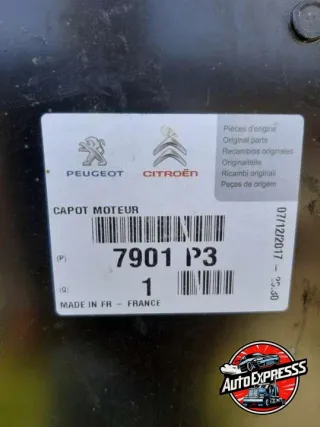 Pièces d'engine
Original parts
Recambios originales
Originalteile
Ricambi originali
Peças de origem
PEUGEOT
CITROËN
CAPOT MOTEUR
(P) 7901 P3
(Q) 1
MADE IN FR - FRANCE
07/12/2017
AUTOEXPRESSS